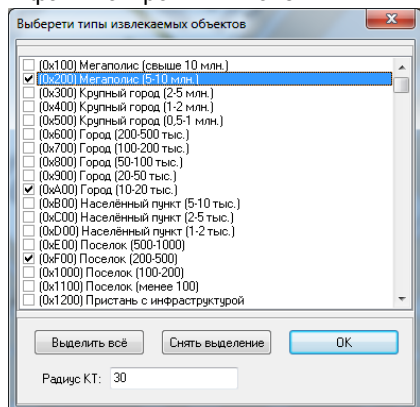 Выбереги типы извлекаемых объектов
(0x100) Мегаполис (свыше 10 млн.)
(0x200) Мегаполис (5-10 млн.)
(0x300) Крупный город (2-5 млн.)
(0x400) Крупный город (1-2 млн.)
(0x500) Крупный город (0,5-1 млн.)
(0x600) Город (200-500 тыс.)
(0x700) Город (100-200 тыс.)
(0x800) Город (50-100 тыс.)
(0x900) Город (20-50 тыс.)
(0xA00) Город (10-20 тыс.)
(0xB00) Населённый пункт (5-10 тыс.)
(0xC00) Населённый пункт (2-5 тыс.)
(0xD00) Населённый пункт (1-2 тыс.)
(0xE00) Поселок (500-1000)
(0xF00) Поселок (200-500)
(0x1000) Поселок (100-200)
(0x1100) Поселок (менее 100)
(0x1200) Пристань с инфраструктурой
Выделить всё Снять выделение OK
Радиус КТ: 30